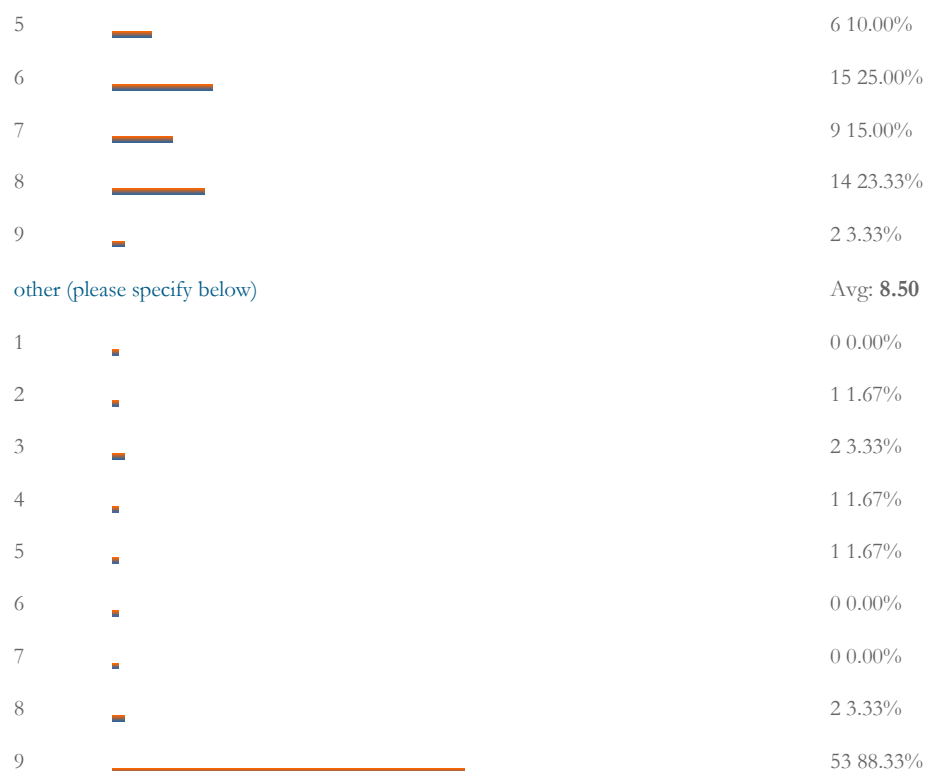 5 6 10.00%
6 15 25.00%
7 9 15.00%
8 14 23.33%
9 2 3.33%
other (please specify below) Avg: 8.50
1 0 0.00%
2 1 1.67%
3 2 3.33%
4 1 1.67%
5 1 1.67%
6 0 0.00%
7 0 0.00%
8 2 3.33%
9 53 88.33%